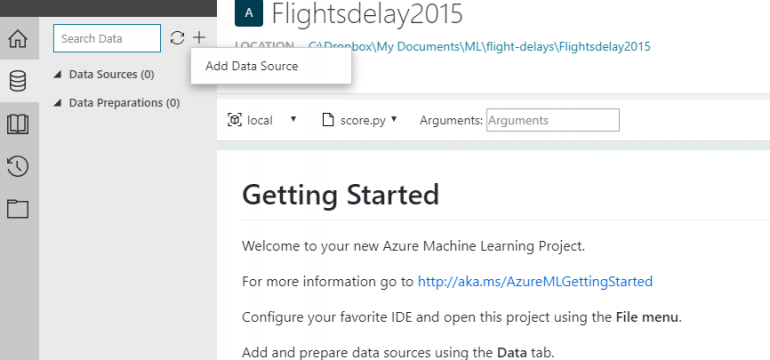 A Flightsdelay2015
LOCATION C:\Dropbox\My Documents\ML\flight-delays\Flightsdelay2015
Search Data
Add Data Source
Data Sources (0)
Data Preparations (0)
local score.py Arguments: Arguments
Getting Started
Welcome to your new Azure Machine Learning Project.
For more information go to http://aka.ms/AzureMLGettingStarted
Configure your favorite IDE and open this project using the File menu.
Add and prepare data sources using the Data tab.